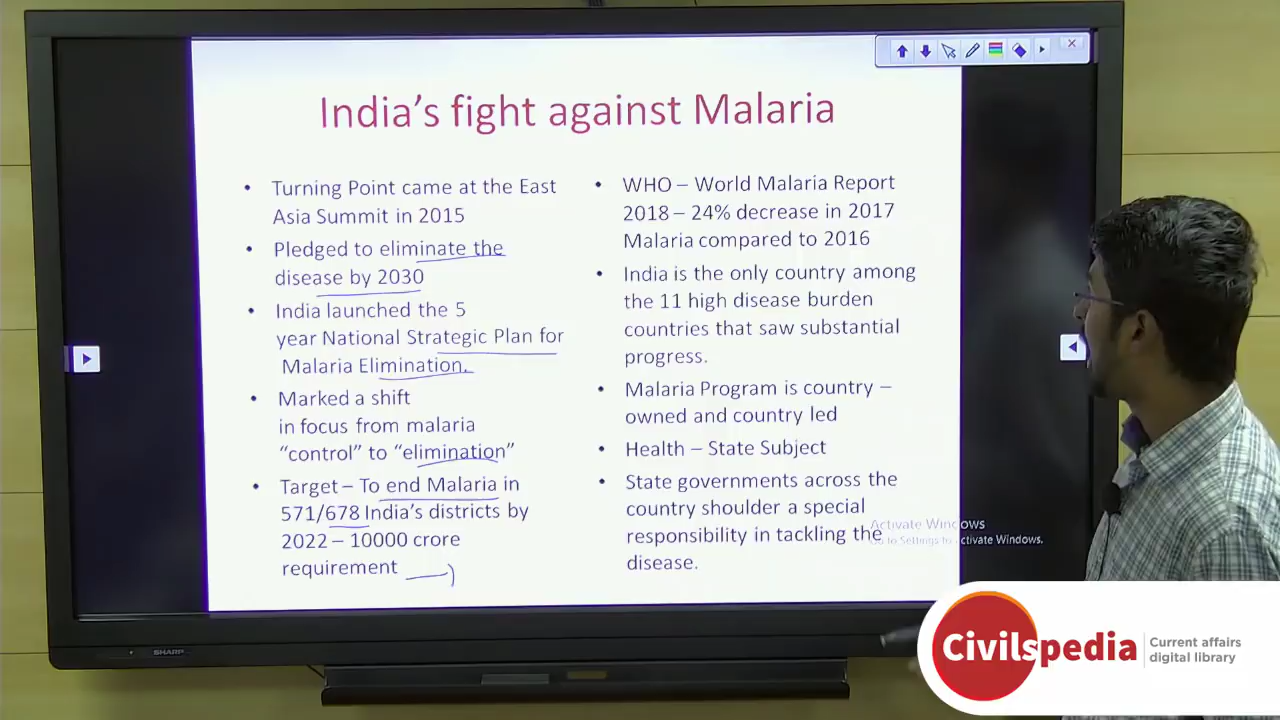 India's fight against Malaria
• Turning Point came at the East
Asia Summit in 2015
• Pledged to eliminate the
disease by 2030
• India launched the 5
year National Strategic Plan for
Malaria Elimination.
• Marked a shift
in focus from malaria
“control” to “elimination”
• Target – To end Malaria in
571/678 India's districts by
2022 – 10000 crore
requirement
• WHO – World Malaria Report
2018 – 24% decrease in 2017
Malaria compared to 2016
• India is the only country among
the 11 high disease burden
countries that saw substantial
progress.
• Malaria Program is country –
owned and country led
• Health – State Subject
• State governments across the
country shoulder a special
responsibility in tackling the
disease.
Activate Windows
Go to Settings to activate Windows.
SHARP
Civilspedia
Current affairs
digital library